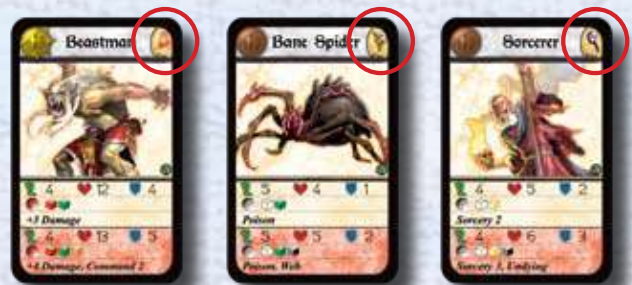 Beastman
4 12 4
+3 Damage
4 13 5
+4 Damage, Command 2
Bane Spider
5 4 1
Poison
5 5 2
Poison, Web
Sorcerer
4 5 2
Sorcery 2
4 6 3
Sorcery 3, Undying